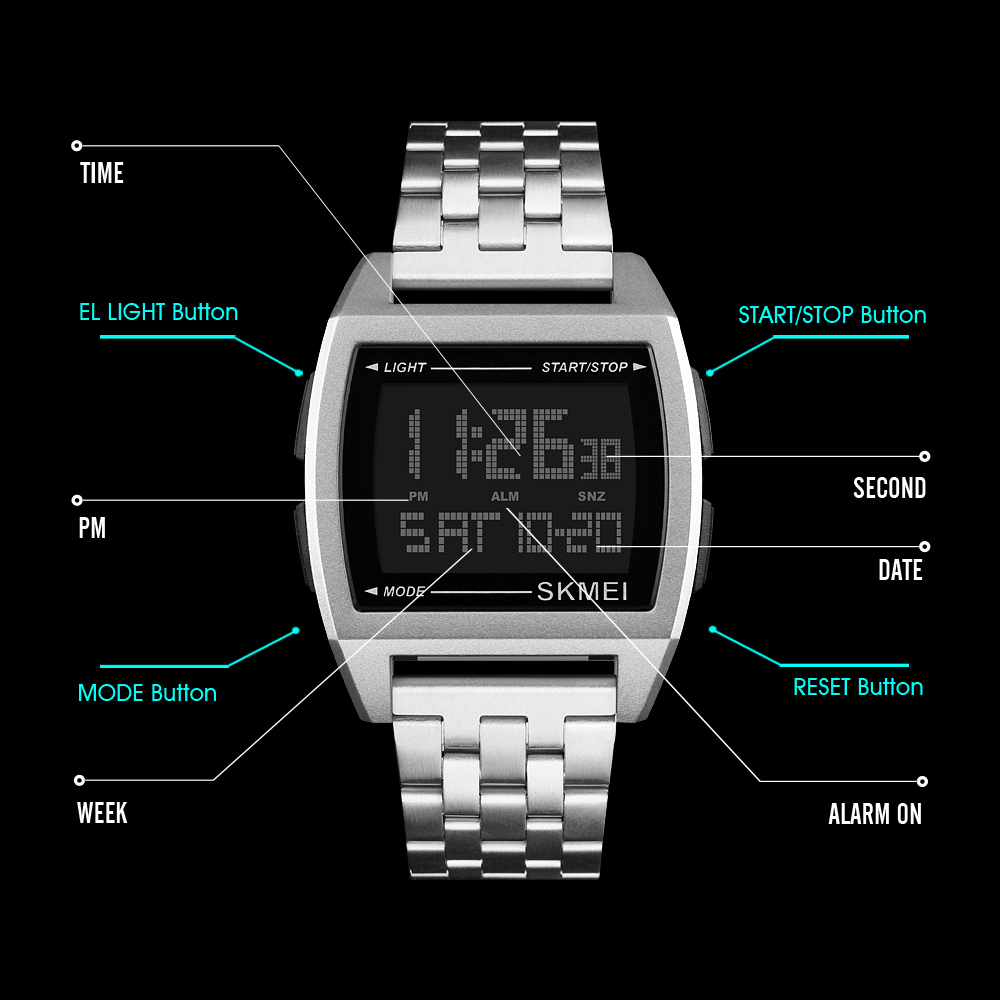 TIME
EL LIGHT Button
START/STOP Button
◄ LIGHT
START/STOP ►
11:26 38
PM ALM SNZ
SAT 10-20
◄ MODE
SKMEI
SECOND
PM
DATE
MODE Button
RESET Button
WEEK
ALARM ON